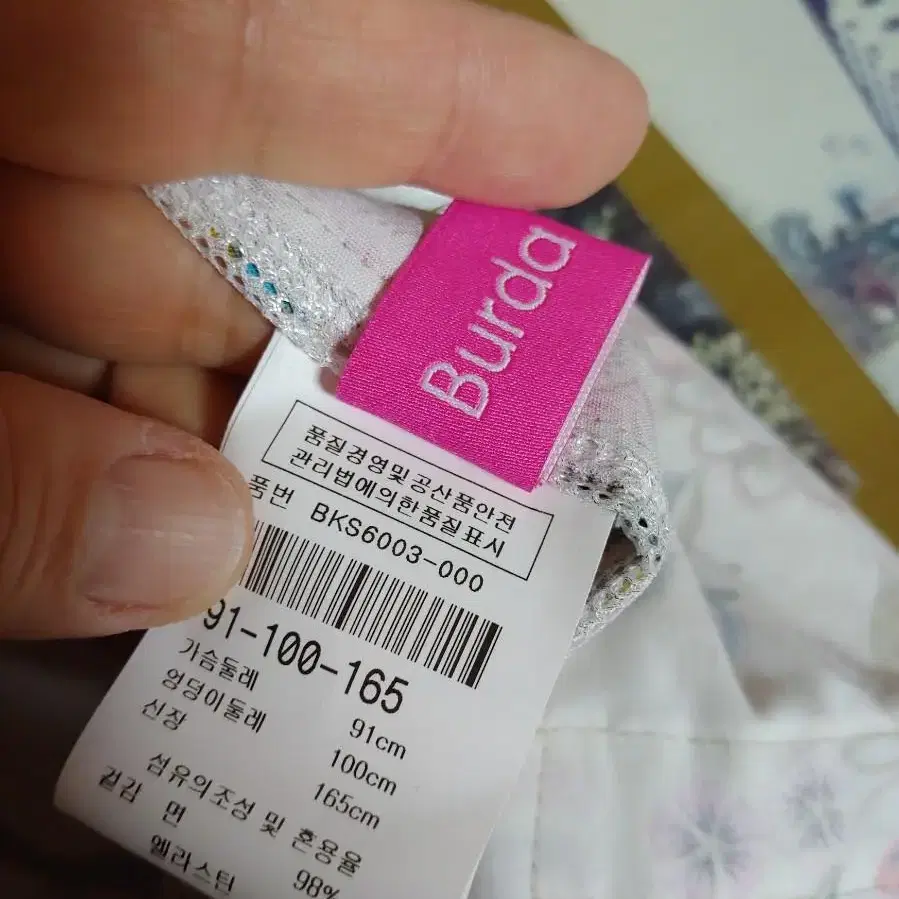 Burda
품질경영및공산품안전
관리법에의한품질표시
품번 BKS6003-000
91-100-165
가슴둘레 91cm
엉덩이둘레 100cm
신장 165cm
섬유의조성 및 혼용율
겉감 면 98%
엘라스틴